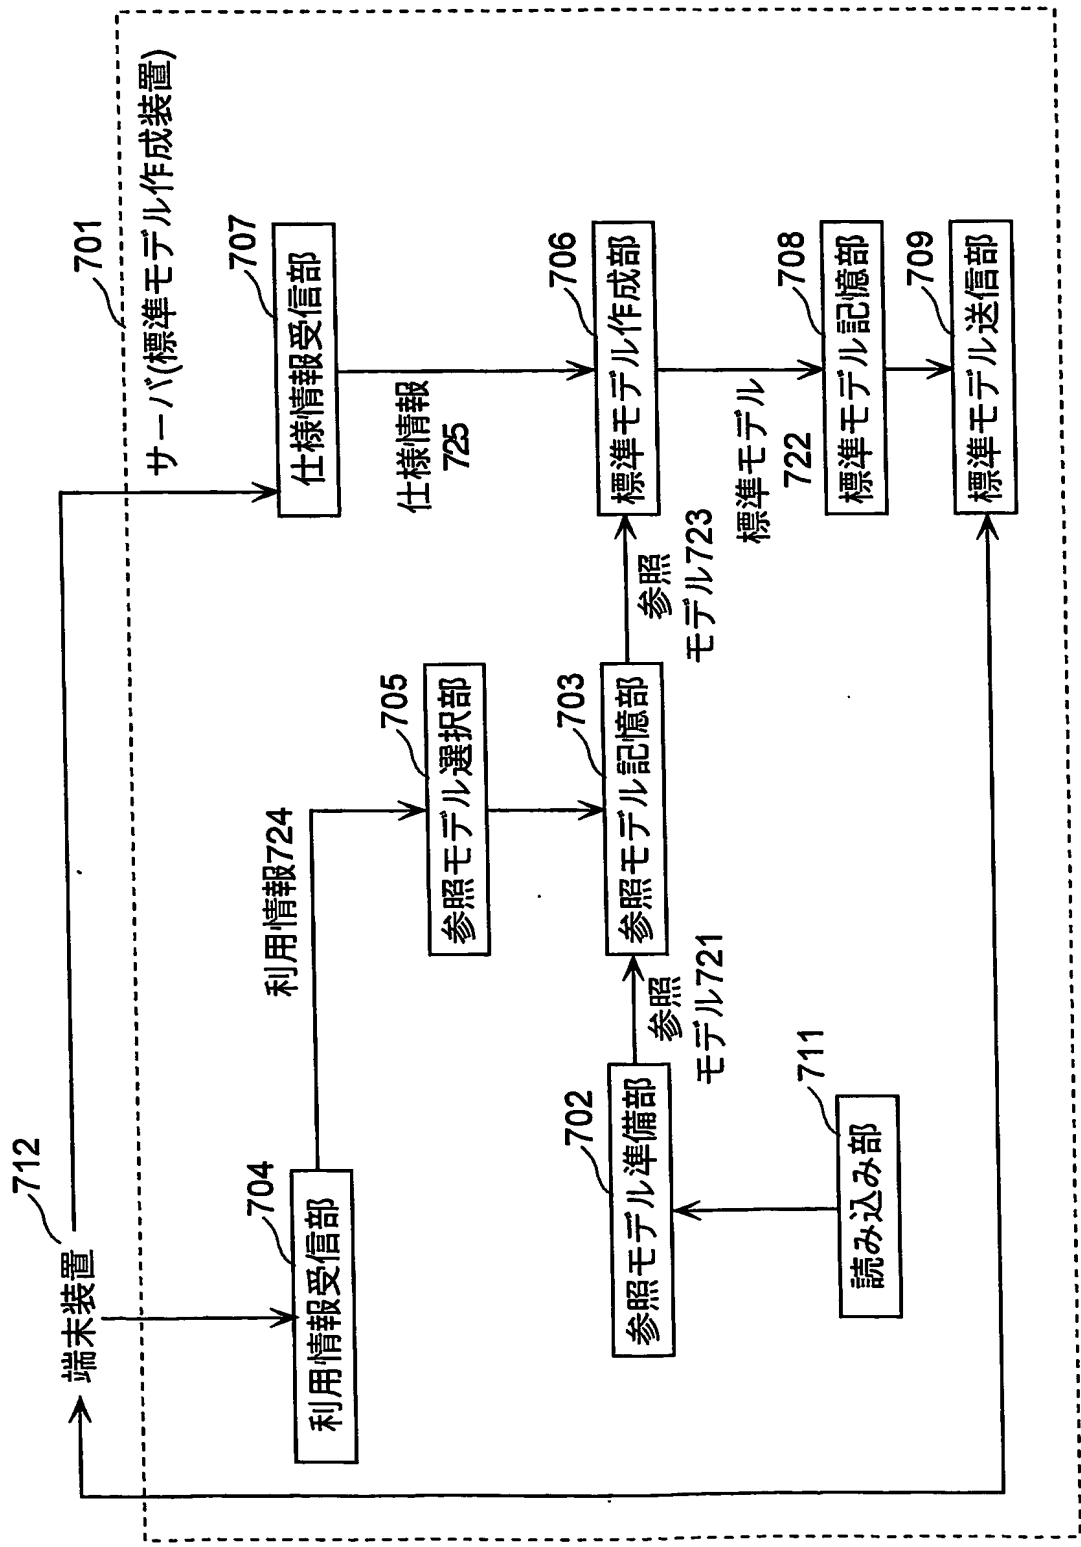 712
端末装置
701
サーバ(標準モデル作成装置)
704
利用情報受信部
利用情報724
707
仕様情報受信部
705
参照モデル選択部
仕様情報
725
702
参照モデル準備部
参照
モデル721
703
参照モデル記憶部
参照
モデル723
706
標準モデル作成部
標準モデル
722
711
読み込み部
708
標準モデル記憶部
709
標準モデル送信部